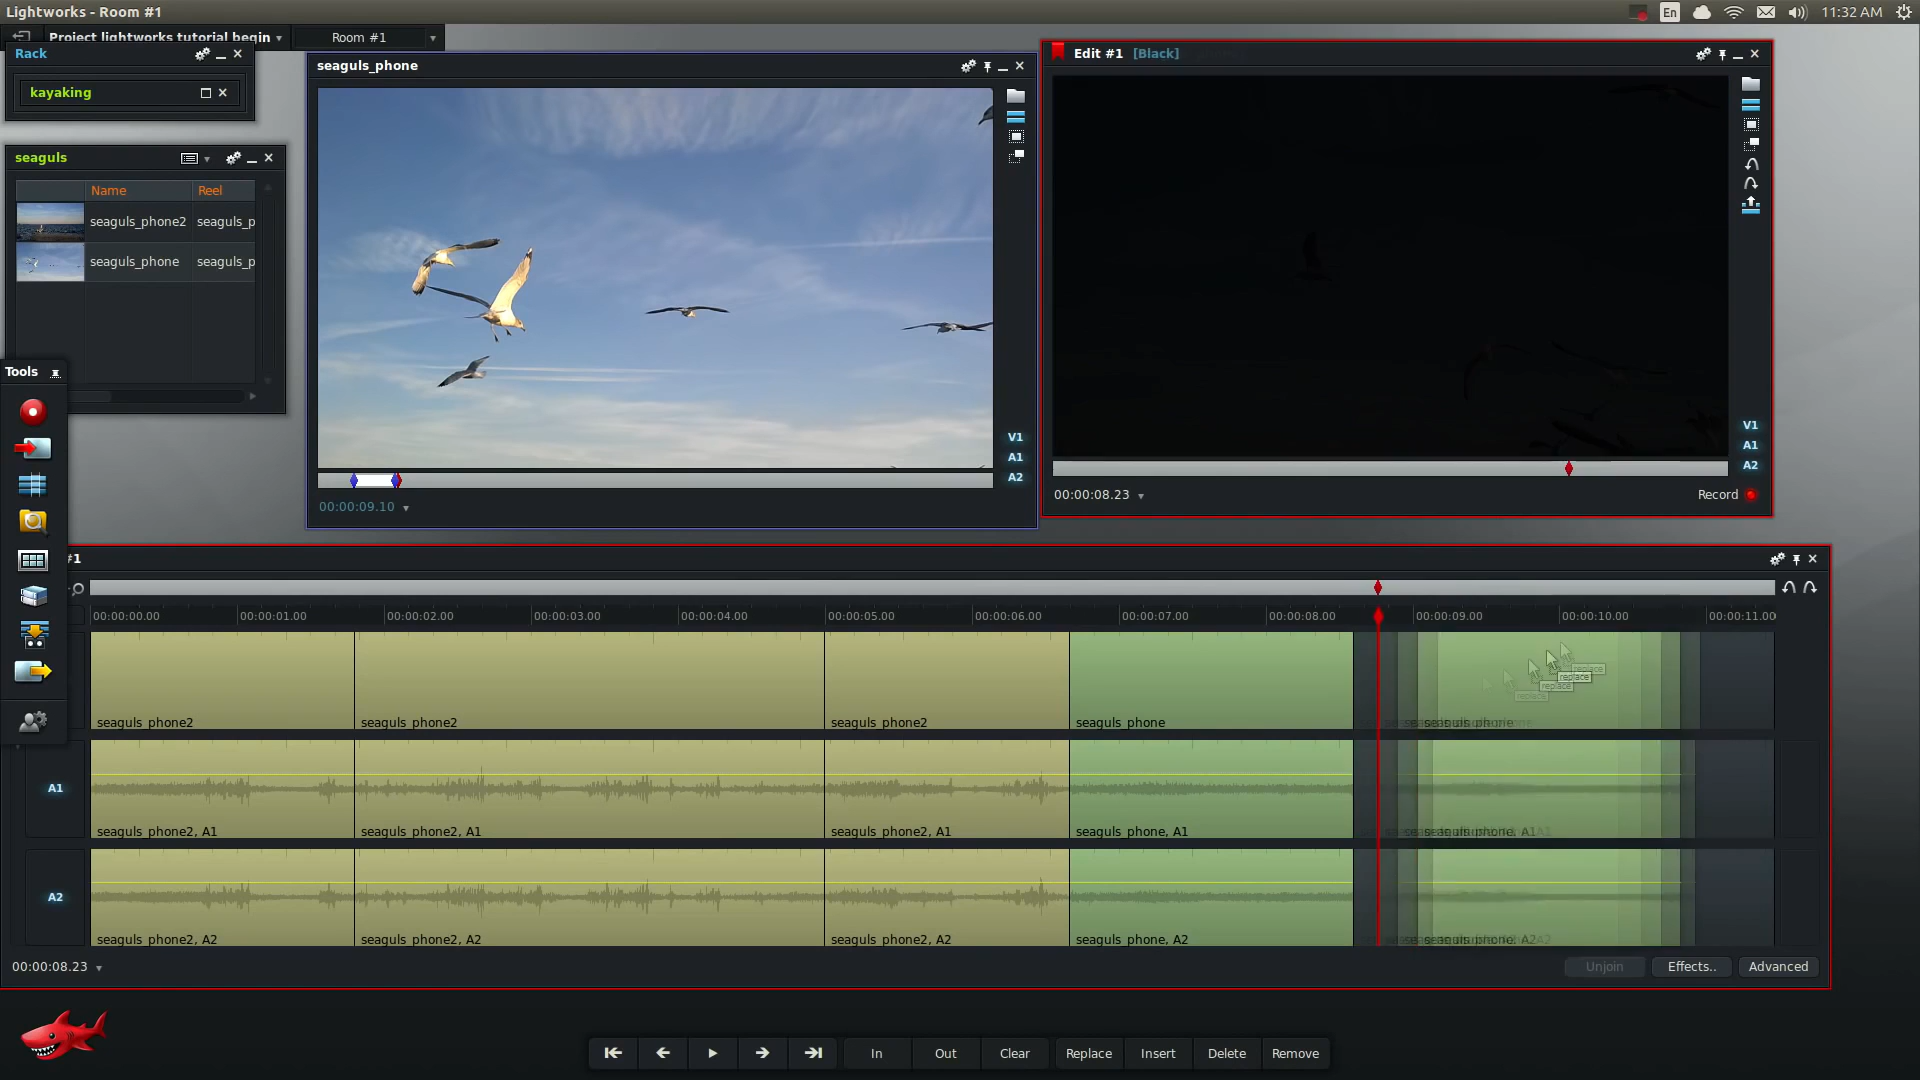 Lightworks - Room #1
En
11:32 AM
Project lightworks tutorial begin
Room #1
Rack
kayaking
seaguls
Name Reel
seaguls_phone2 seaguls_p
seaguls_phone seaguls_p
Tools
seaguls_phone
V1
A1
A2
00:00:09.10
Edit #1 [Black]
V1
A1
A2
00:00:08.23
Record
#1
00:00:00.00 00:00:01.00 00:00:02.00 00:00:03.00 00:00:04.00 00:00:05.00 00:00:06.00 00:00:07.00 00:00:08.00 00:00:09.00 00:00:10.00 00:00:11.00
replace
replace
replace
replace
seaguls_phone2 seaguls_phone2 seaguls_phone2 seaguls_phone
A1
seaguls_phone2, A1 seaguls_phone2, A1 seaguls_phone2, A1 seaguls_phone, A1
A2
seaguls_phone2, A2 seaguls_phone2, A2 seaguls_phone2, A2 seaguls_phone, A2
00:00:08.23
Unjoin Effects.. Advanced
In Out Clear Replace Insert Delete Remove